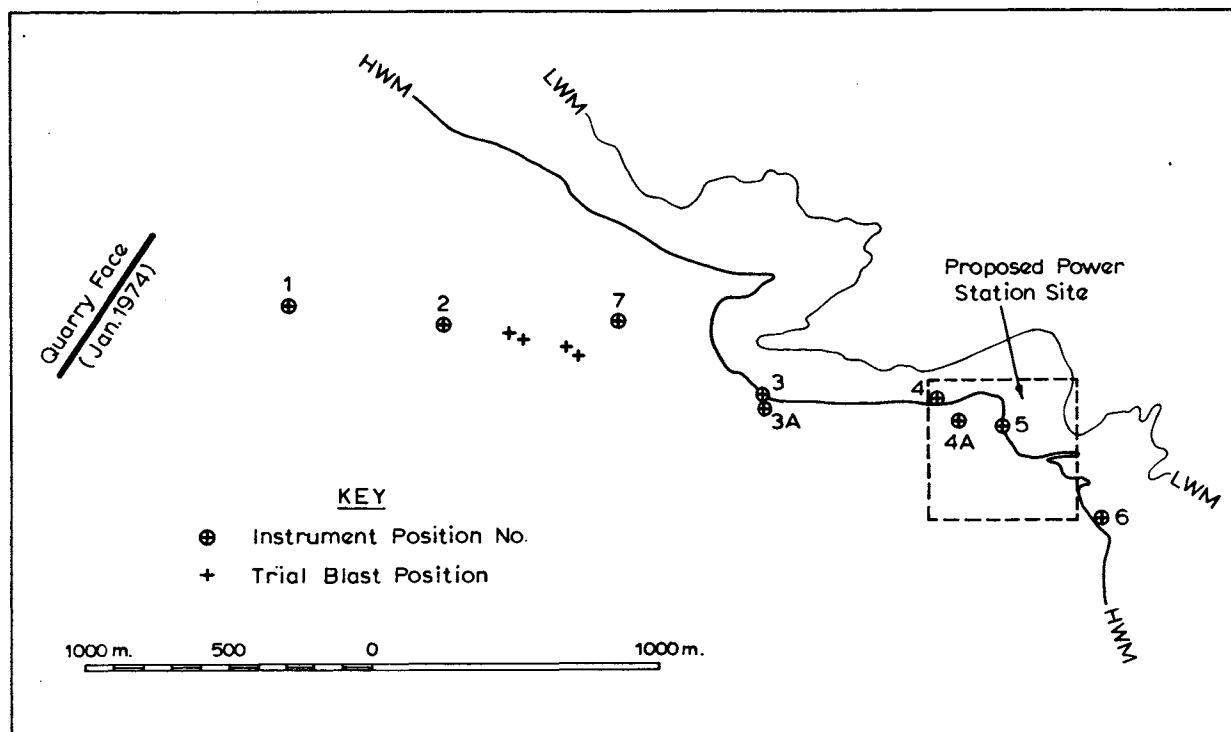 HWM
LWM
Quarry Face
(Jan. 1974)
1
2
7
Proposed Power
Station Site
3
3A
4
4A
5
LWM
6
HWM
KEY
Instrument Position No.
Trial Blast Position
1000 m.
500
0
1000 m.